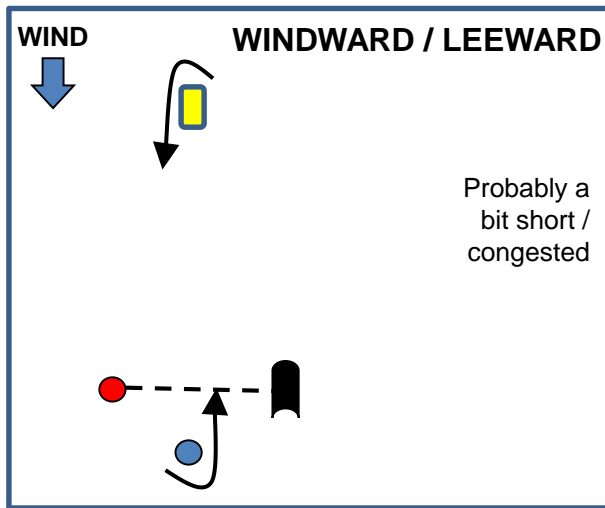 WIND
WINDWARD / LEEWARD
Probably a
bit short /
congested